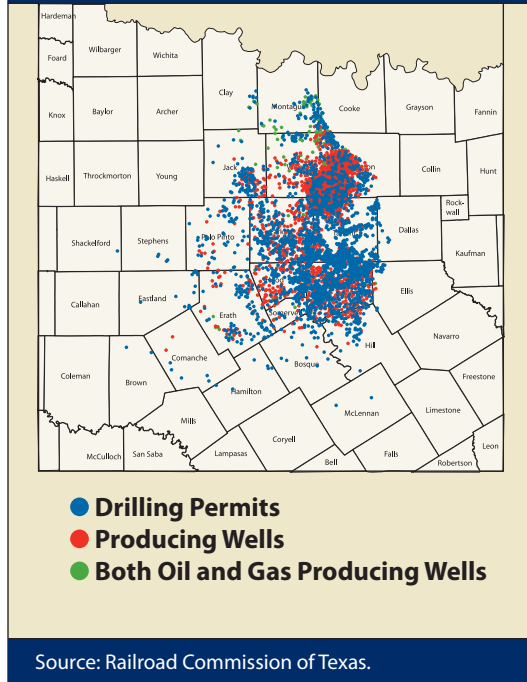 Hardeman
Foard
Wilbarger
Wichita
Clay
Montague
Cooke
Grayson
Fannin
Knox
Baylor
Archer
Haskell
Throckmorton
Young
Jack
Collin
Hunt
Rock-
wall
Shackelford
Stephens
Palo Pinto
Dallas
Kaufman
Callahan
Eastland
Erath
Somervell
Ellis
Navarro
Hill
Comanche
Bosque
Freestone
Coleman
Brown
Hamilton
McLennan
Limestone
Mills
Coryell
Leon
McCulloch
San Saba
Lampasas
Bell
Falls
Robertson
Drilling Permits
Producing Wells
Both Oil and Gas Producing Wells
Source: Railroad Commission of Texas.